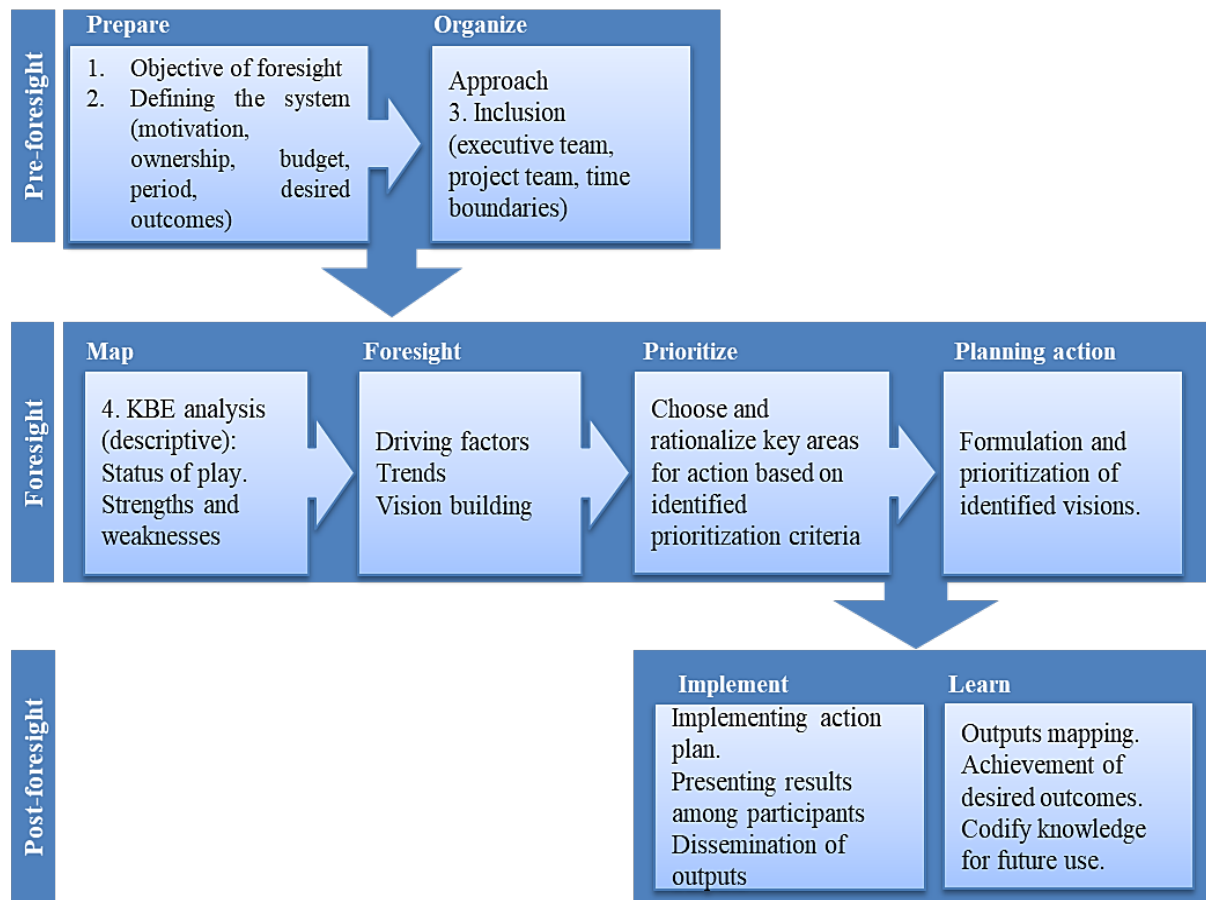 Pre-foresight
Prepare
1. Objective of foresight
2. Defining the system
(motivation,
ownership, budget,
period, desired
outcomes)
Organize
Approach
3. Inclusion
(executive team,
project team, time
boundaries)
Foresight
Map
4. KBE analysis
(descriptive):
Status of play.
Strengths and
weaknesses
Foresight
Driving factors
Trends
Vision building
Prioritize
Choose and
rationalize key areas
for action based on
identified
prioritization criteria
Planning action
Formulation and
prioritization of
identified visions.
Post-foresight
Implement
Implementing action
plan.
Presenting results
among participants
Dissemination of
outputs
Learn
Outputs mapping.
Achievement of
desired outcomes.
Codify knowledge
for future use.